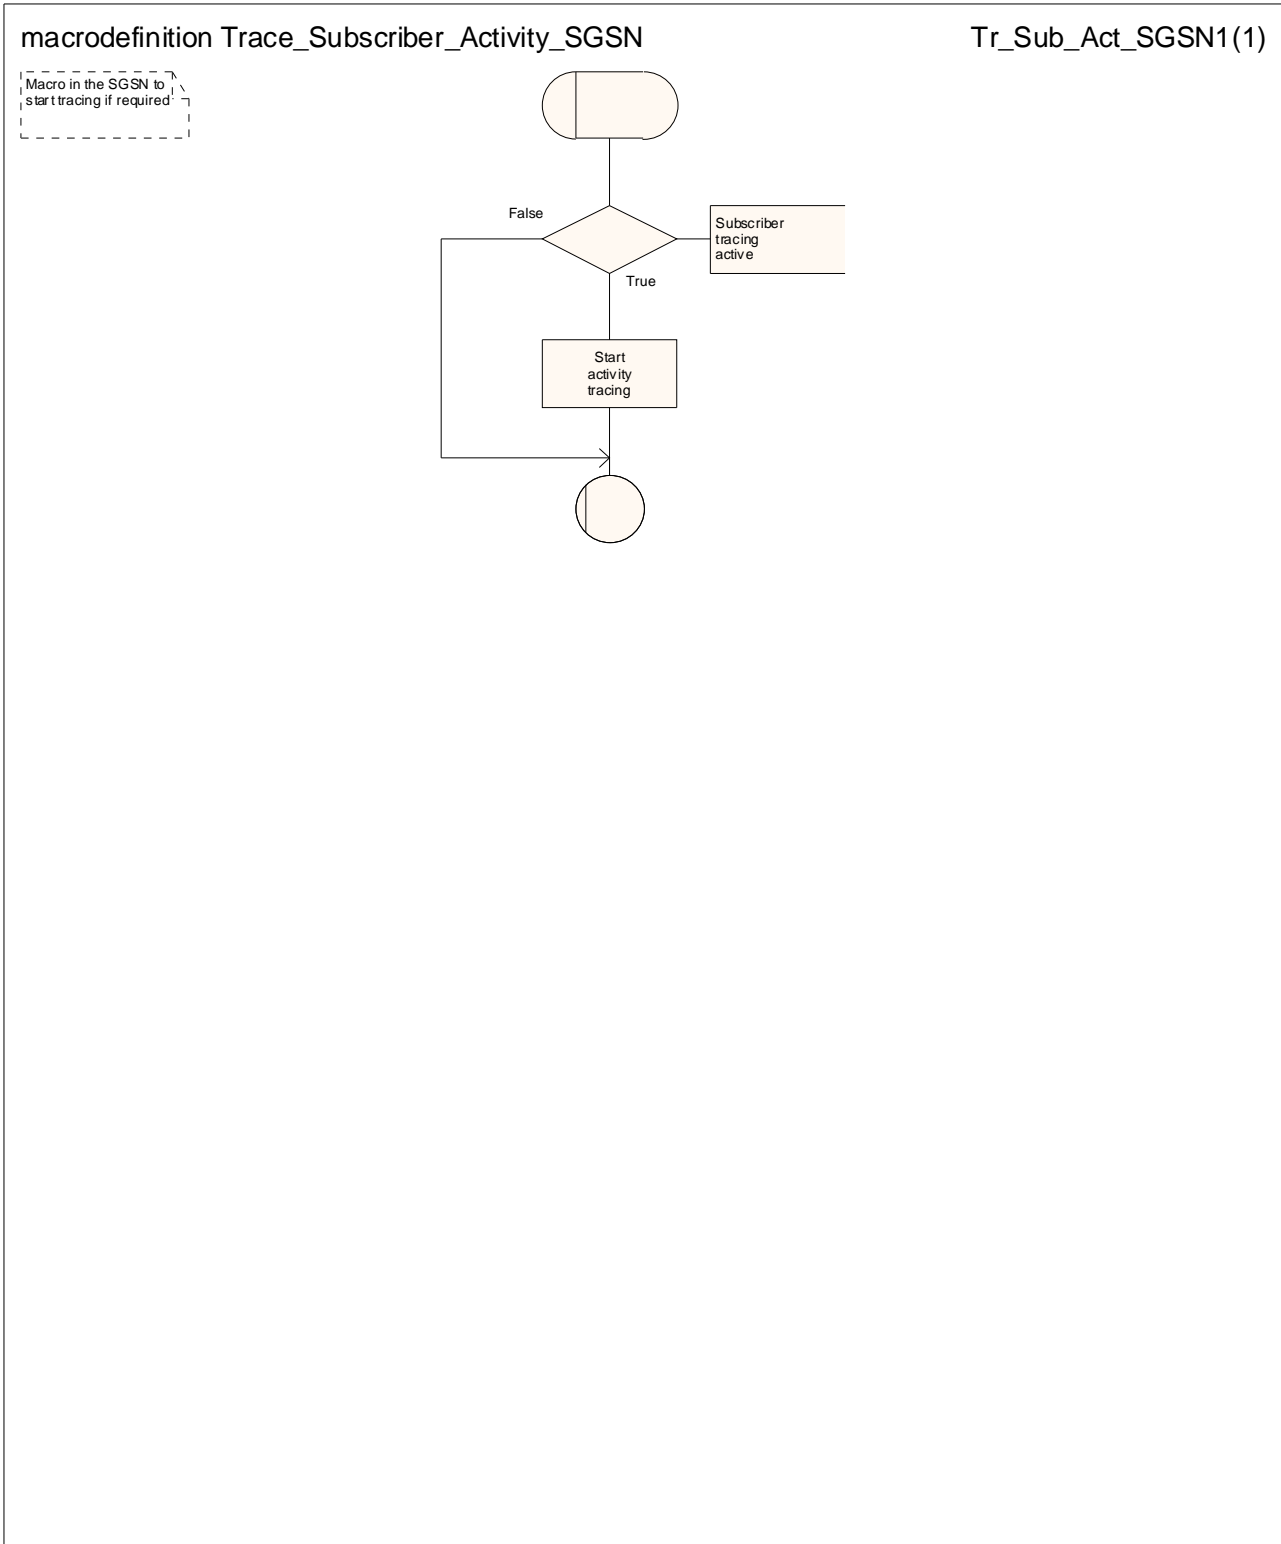 macrodefinition Trace_Subscriber_Activity_SGSN
Tr_Sub_Act_SGSN1(1)
Macro in the SGSN to
start tracing if required
False
Subscriber
tracing
active
True
Start
activity
tracing